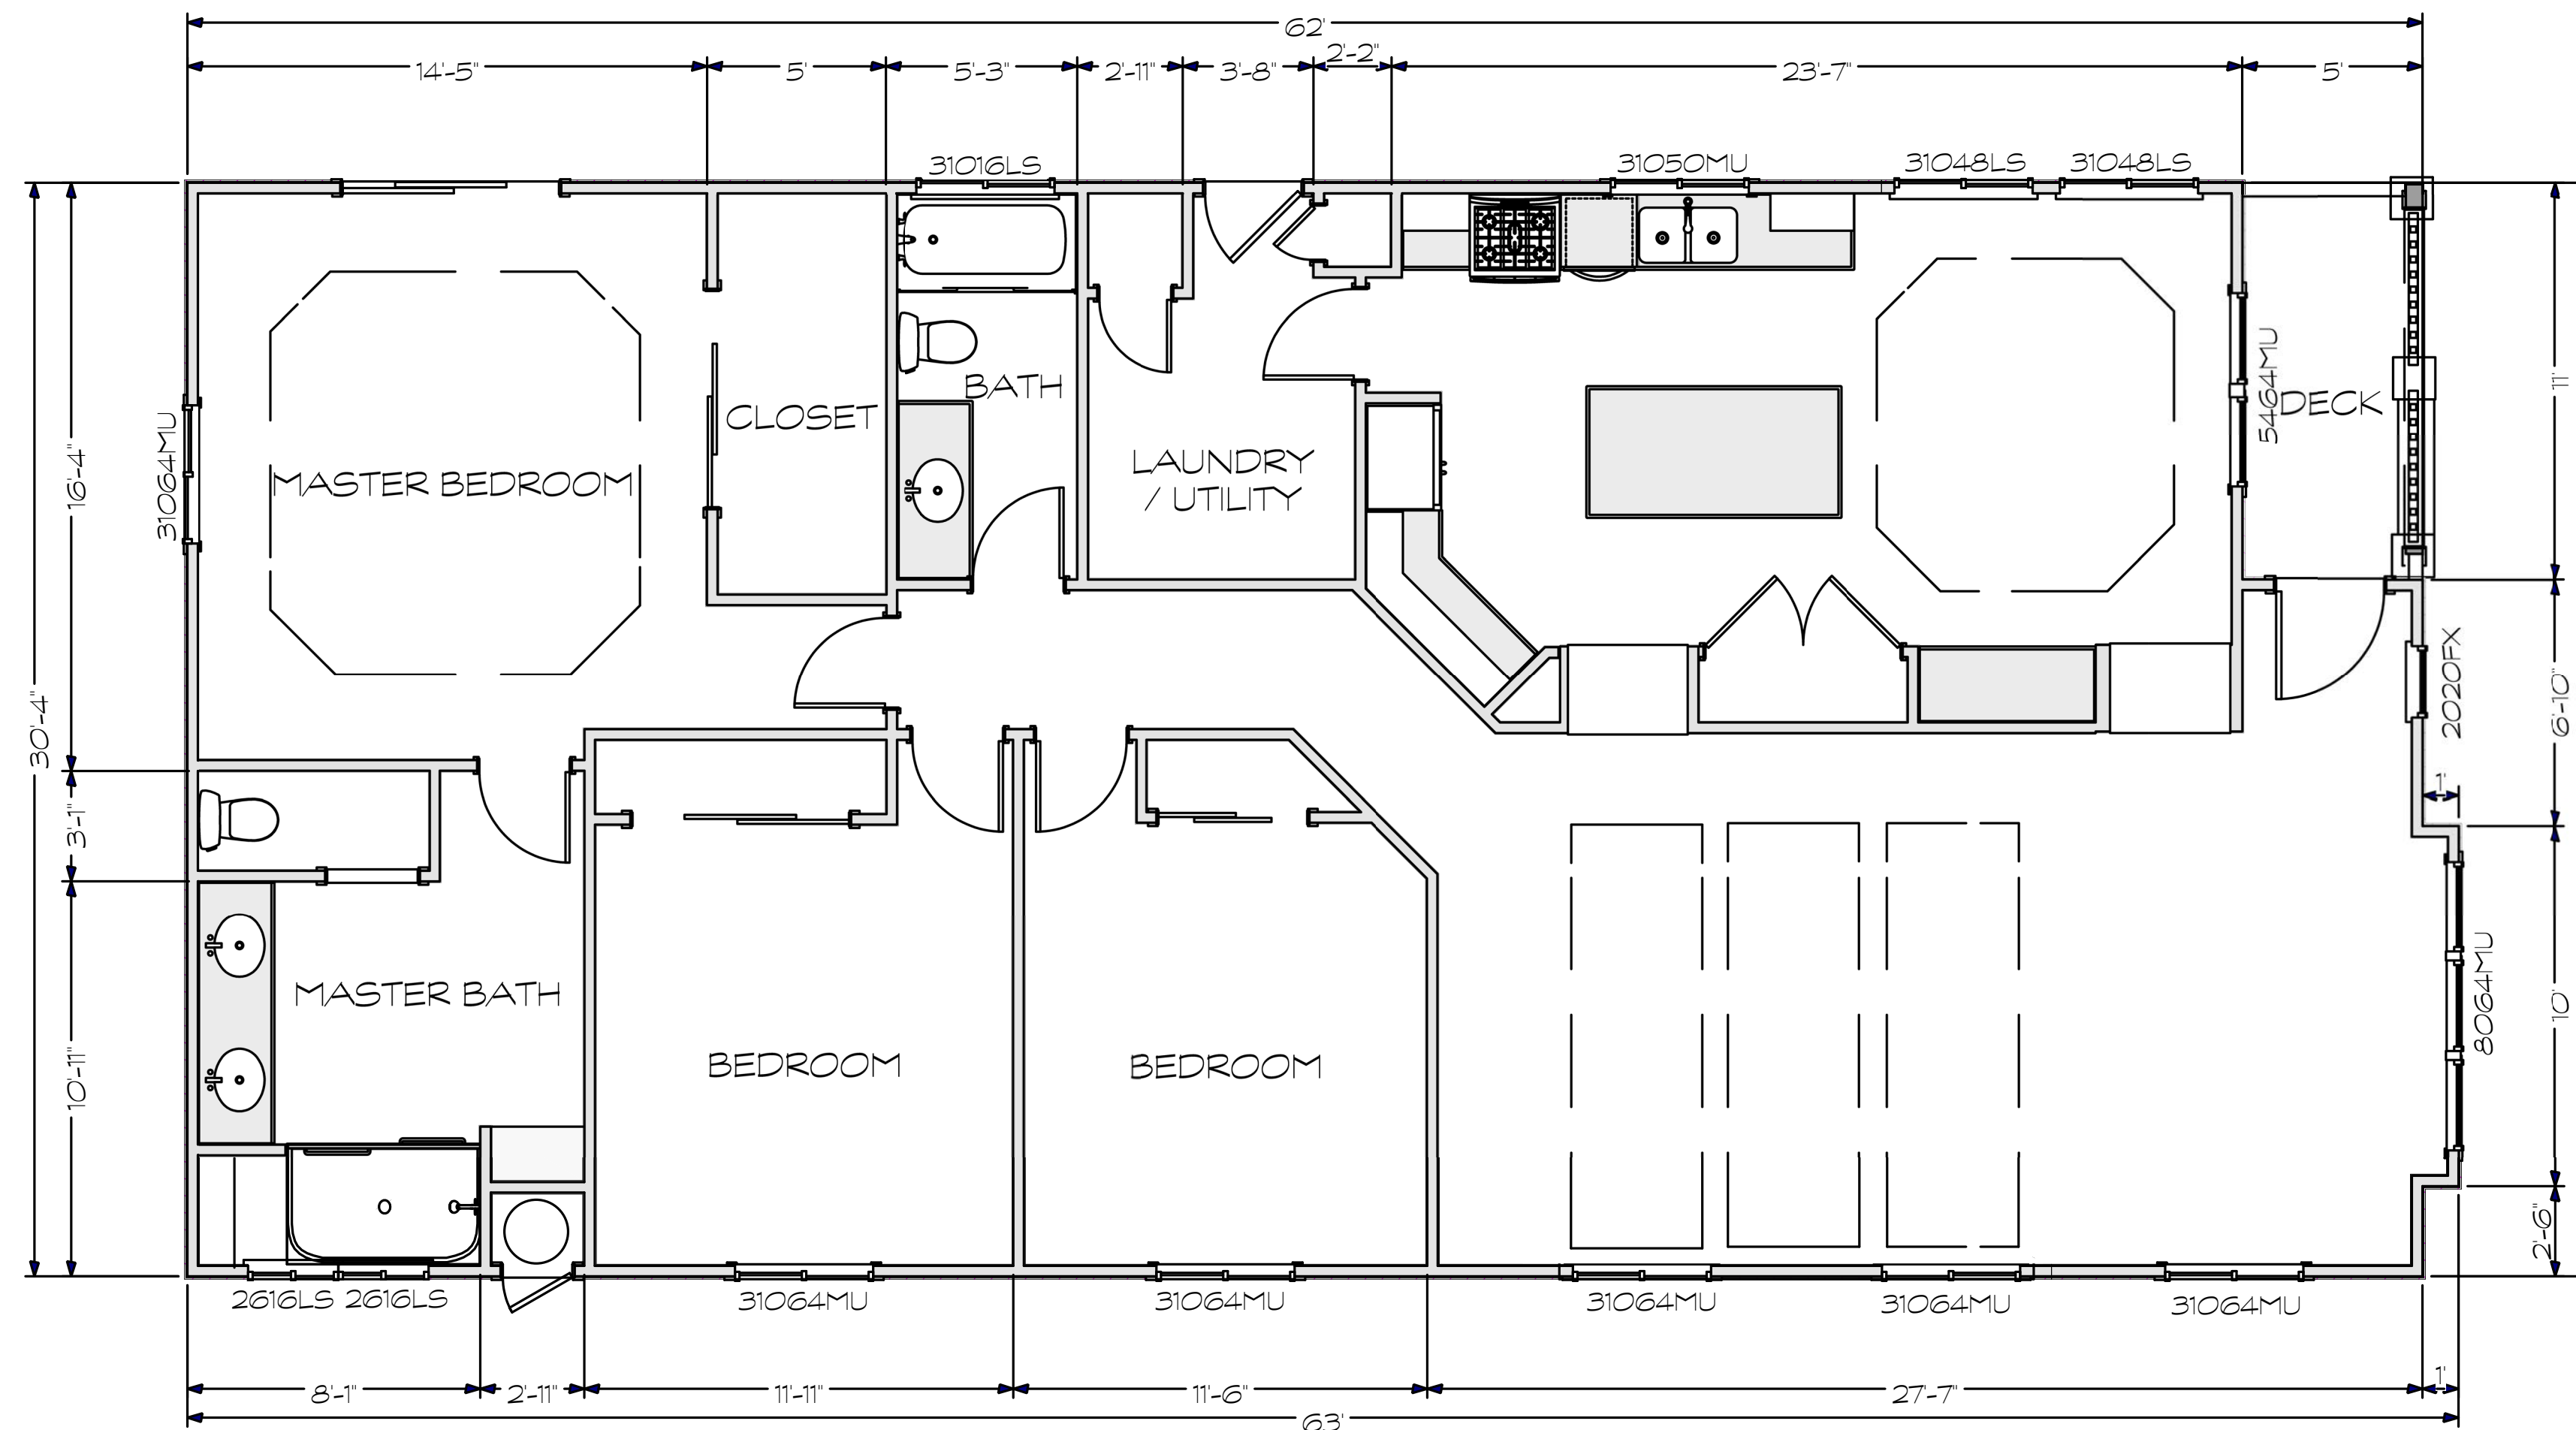 62'
14'-5" 5' 5'-3" 2'-11" 3'-8" 2'-2" 23'-7" 5'
31016LS 31050MU 31048LS 31048LS
30'-4"
16'-4"
3'-1"
10'-11"
31064MU
MASTER BEDROOM
CLOSET
BATH
LAUNDRY
/ UTILITY
5464MU
DECK
11'
2020FX
6'-10"
1'
MASTER BATH
BEDROOM
BEDROOM
8064MU
10'
2'-6"
2616LS 2616LS 31064MU 31064MU 31064MU 31064MU 31064MU
8'-1" 2'-11" 11'-11" 11'-6" 27'-7" 1'
63'